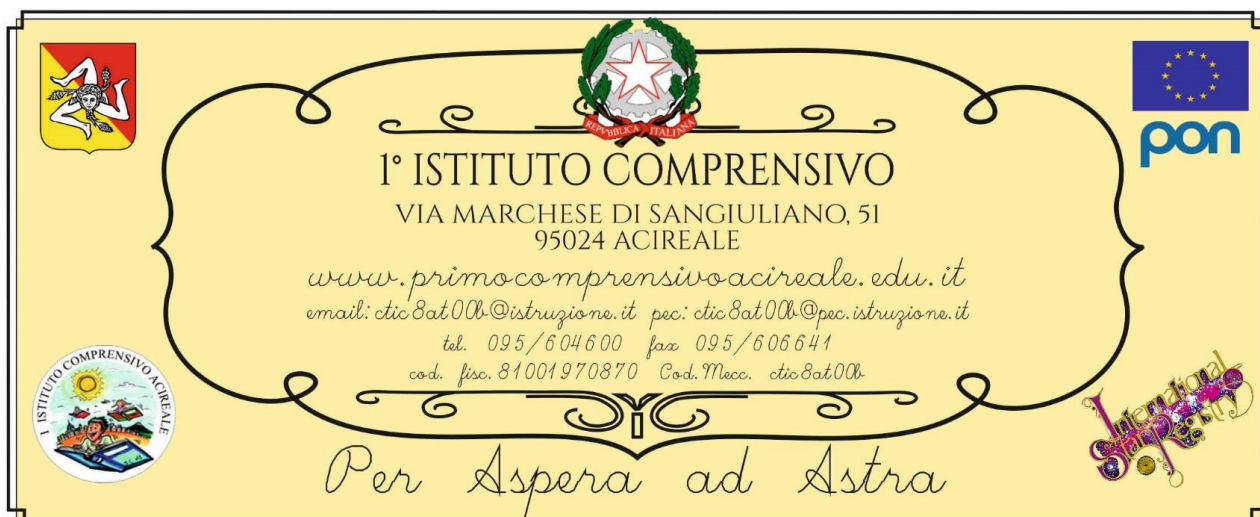 REPVBBLICA ITALIANA
pon
1° ISTITUTO COMPRENSIVO
VIA MARCHESE DI SANGIULIANO, 51
95024 ACIREALE
www.primocomprensivoacireale.edu.it
email: ctic8at00b@istruzione.it pec: ctic8at00b@pec.istruzione.it
tel. 095/604600 fax 095/606641
cod. fisc. 81001970870 Cod. Mecc. ctic8at00b
I ISTITUTO COMPRENSIVO ACIREALE
International
Star Registry
Per Aspera ad Astra